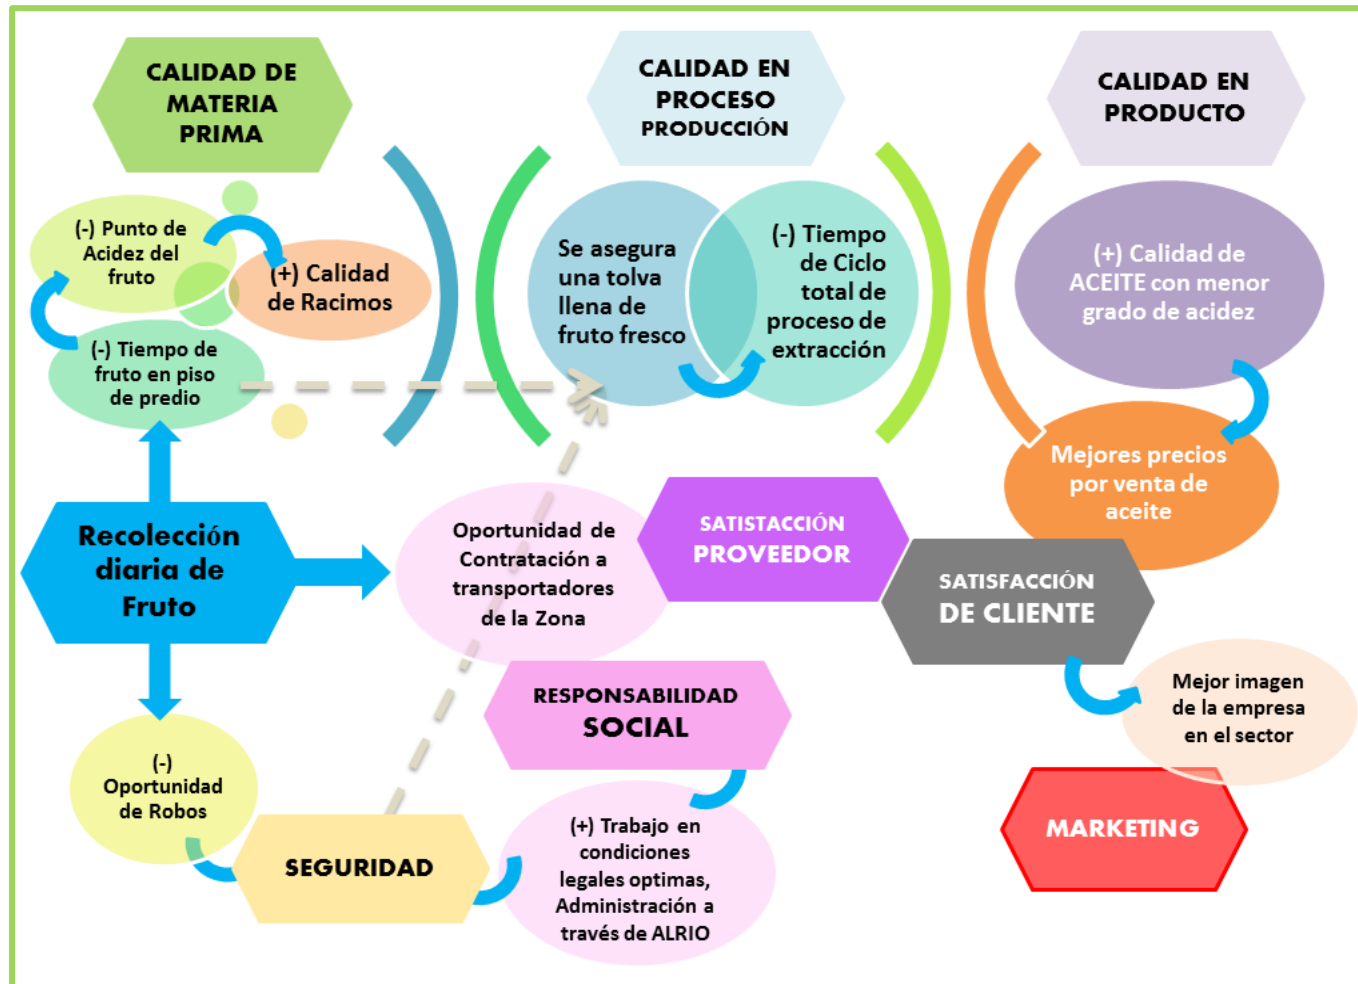 CALIDAD DE
MATERIA
PRIMA
CALIDAD EN
PROCESO
PRODUCCIÓN
CALIDAD EN
PRODUCTO
(-) Punto de
Acidez del
fruto
(+) Calidad
de Racimos
(-) Tiempo de
fruto en piso
de predio
Se asegura
una tolva
llena de
fruto fresco
(-) Tiempo
de Ciclo
total de
proceso de
extracción
(+) Calidad de
ACEITE con menor
grado de acidez
Mejores precios
por venta de
aceite
Recolección
diaria de
Fruto
Oportunidad de
Contratación a
transportadores
de la Zona
SATISTACCIÓN
PROVEEDOR
SATISFACCIÓN
DE CLIENTE
RESPONSABILIDAD
SOCIAL
Mejor imagen
de la empresa
en el sector
(-)
Oportunidad
de Robos
SEGURIDAD
(+) Trabajo en
condiciones
legales optimas,
Administración a
través de ALRIO
MARKETING